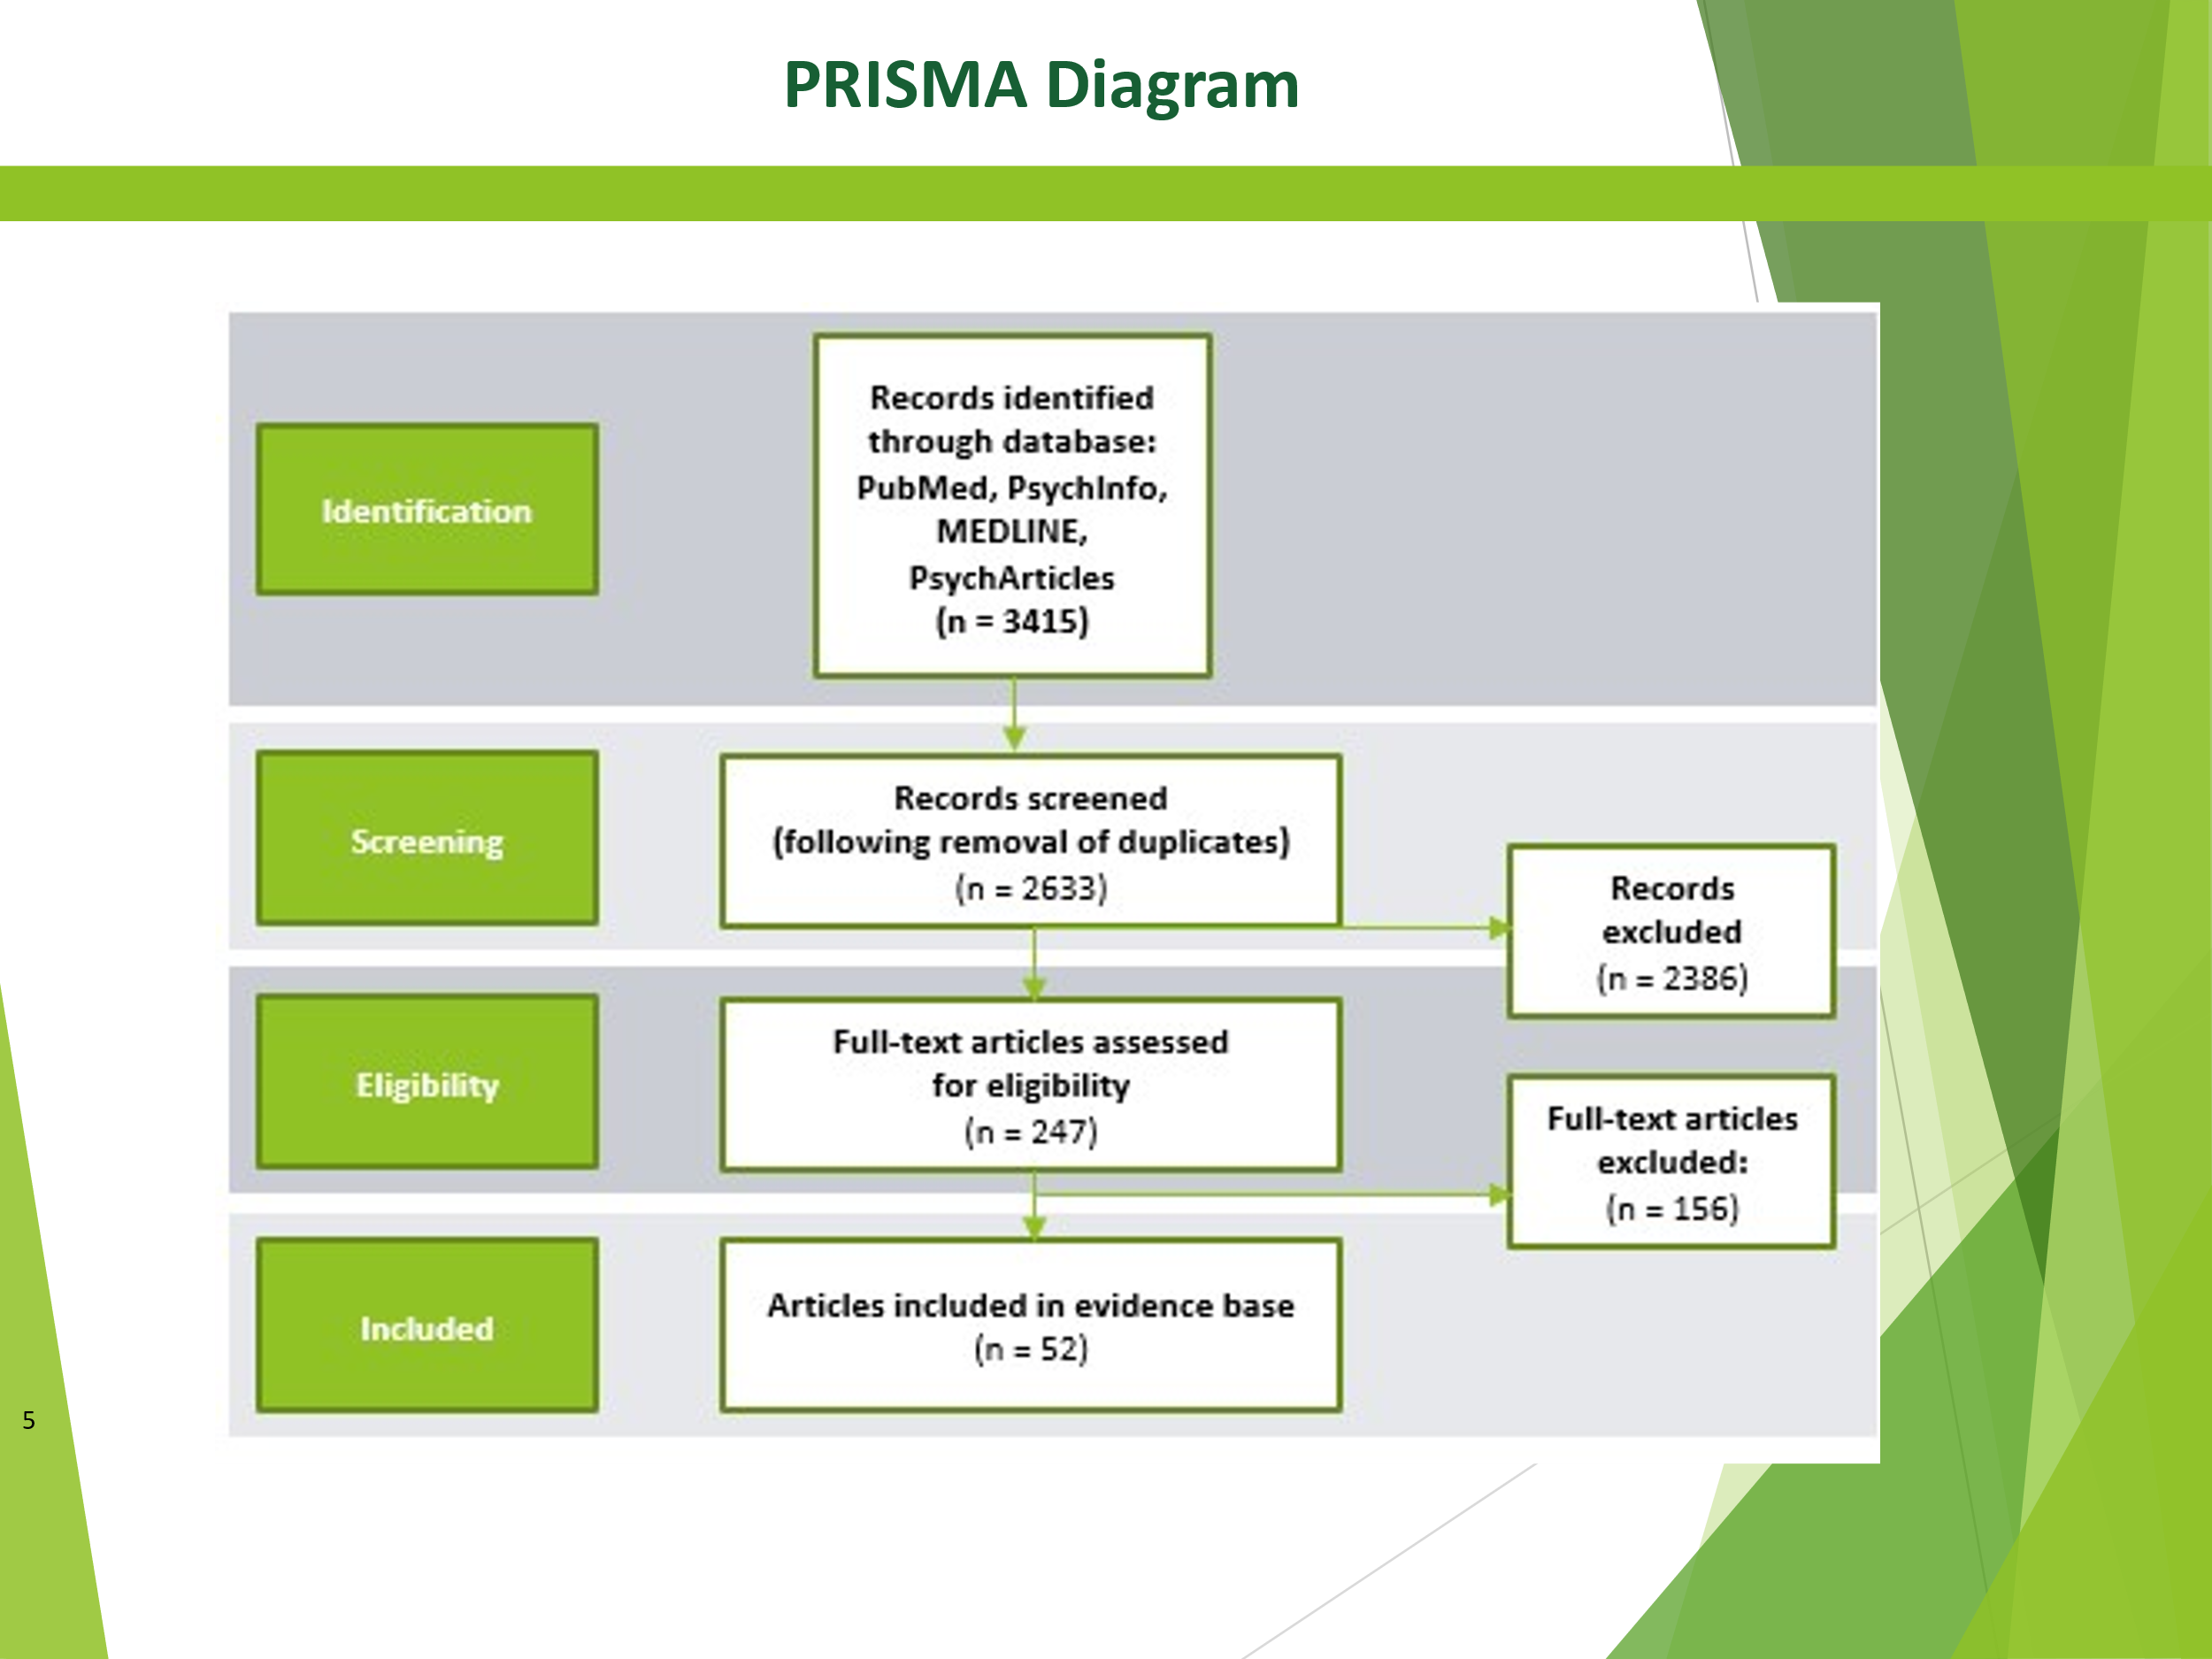 PRISMA Diagram
Identification
Records identified
through database:
PubMed, PsychInfo,
MEDLINE,
PsychArticles
(n = 3415)
Screening
Records screened
(following removal of duplicates)
(n = 2633)
Records
excluded
(n = 2386)
Eligibility
Full-text articles assessed
for eligibility
(n = 247)
Full-text articles
excluded:
(n = 156)
Included
Articles included in evidence base
(n = 52)
5